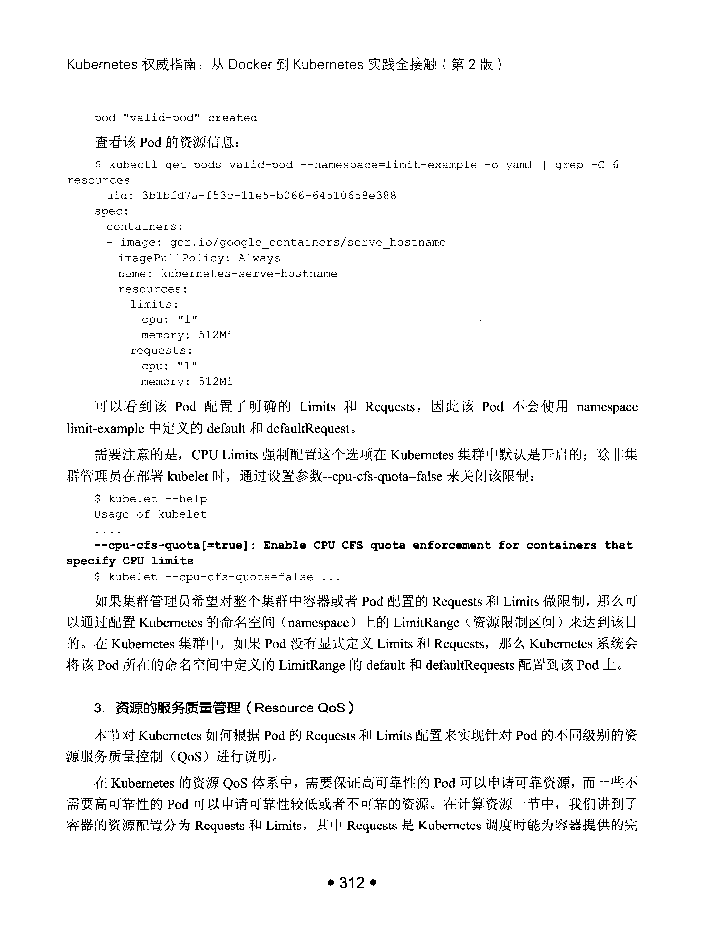 Kubernetes 权威指南：从 Docker 到 Kubernetes 实践全接触（第 2 版）
pod "valid-pod" created
查看该 Pod 的资源信息：
$ kubectl get pods valid-pod --namespace=limit-example -o yaml | grep -C 6
resources
uid: 3b1bfd7a-f53c-11e5-b066-64510658e388
spec:
containers:
- image: gcr.io/google_containers/serve_hostname
imagePullPolicy: Always
name: kubernetes-serve-hostname
resources:
limits:
cpu: "1"
memory: 512Mi
requests:
cpu: "1"
memory: 512Mi
可以看到该 Pod 配置了明确的 Limits 和 Requests，因此该 Pod 不会使用 namespace
limit-example 中定义的 default 和 defaultRequest。
需要注意的是，CPU Limits 强制配置这个选项在 Kubernetes 集群中默认是开启的；除非集
群管理员在部署 kubelet 时，通过设置参数--cpu-cfs-quota=false 来关闭该限制：
$ kubelet --help
Usage of kubelet
....
--cpu-cfs-quota[=true]: Enable CPU CFS quota enforcement for containers that
specify CPU limits
$ kubelet --cpu-cfs-quota=false ...
如果集群管理员希望对整个集群中容器或者 Pod 配置的 Requests 和 Limits 做限制，那么可
以通过配置 Kubernetes 的命名空间（namespace）上的 LimitRange（资源限制区间）来达到该目
的。在 Kubernetes 集群中，如果 Pod 没有显式定义 Limits 和 Requests，那么 Kubernetes 系统会
将该 Pod 所在的命名空间中定义的 LimitRange 的 default 和 defaultRequests 配置到该 Pod 上。
3. 资源的服务质量管理（Resource QoS）
本节对 Kubernetes 如何根据 Pod 的 Requests 和 Limits 配置来实现针对 Pod 的不同级别的资
源服务质量控制（QoS）进行说明。
在 Kubernetes 的资源 QoS 体系中，需要保证高可靠性的 Pod 可以申请可靠资源，而一些不
需要高可靠性的 Pod 可以申请可靠性较低或者不可靠的资源。在计算资源一节中，我们讲到了
容器的资源配置分为 Requests 和 Limits，其中 Requests 是 Kubernetes 调度时能为容器提供的完
• 312 •